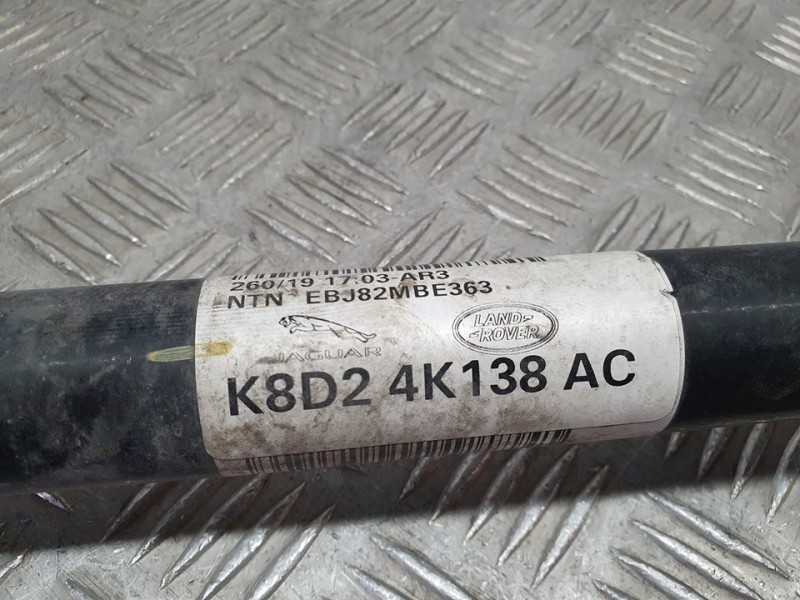 260/19 17:03-AR3
NTN EBJ82MBE363
JAGUAR
LAND-
-ROVER
K8D2 4K138 AC